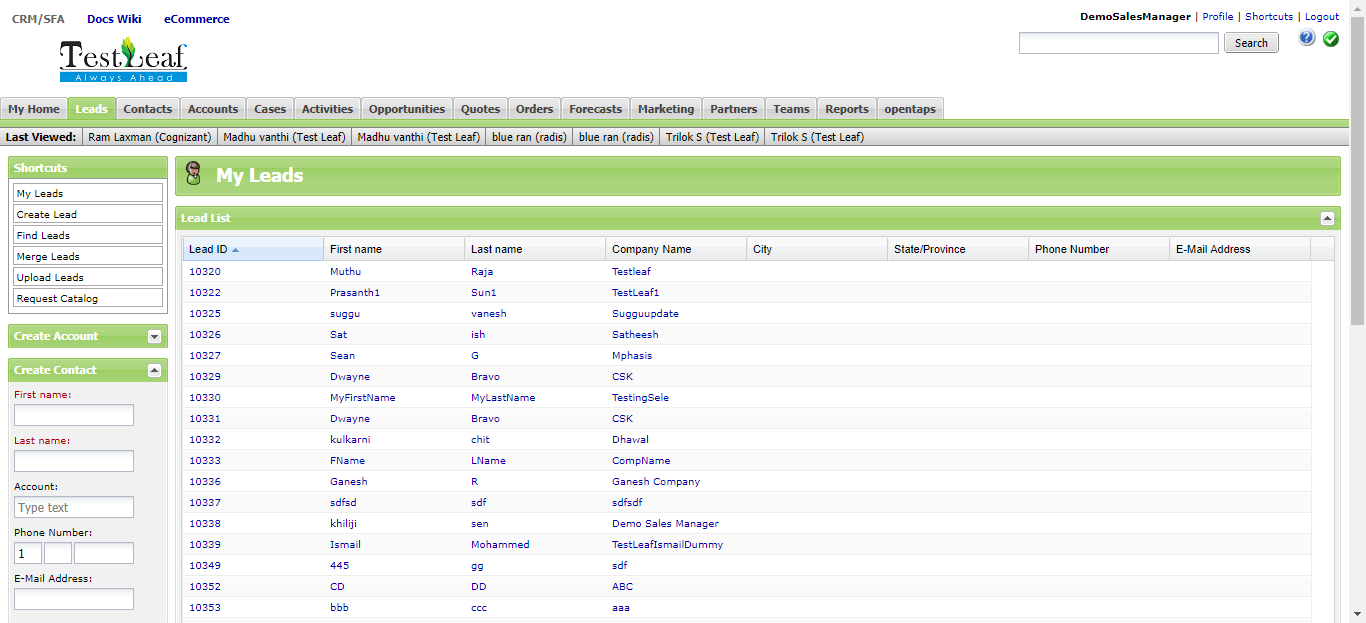 CRM/SFA Docs Wiki eCommerce
DemoSalesManager | Profile | Shortcuts | Logout
TestLeaf
Always Ahead
Search
?
My Home Leads Contacts Accounts Cases Activities Opportunities Quotes Orders Forecasts Marketing Partners Teams Reports opentaps
Last Viewed: Ram Laxman (Cognizant) Madhu vanthi (Test Leaf) Madhu vanthi (Test Leaf) blue ran (radis) blue ran (radis) Trilok S (Test Leaf) Trilok S (Test Leaf)
Shortcuts
My Leads
Create Lead
Find Leads
Merge Leads
Upload Leads
Request Catalog
Create Account
Create Contact
First name:
Last name:
Account:
Type text
Phone Number:
1
E-Mail Address:
My Leads
Lead List
Lead ID First name Last name Company Name City State/Province Phone Number E-Mail Address
10320 Muthu Raja Testleaf
10322 Prasanth1 Sun1 TestLeaf1
10325 suggu vanesh Sugguupdate
10326 Sat ish Satheesh
10327 Sean G Mphasis
10329 Dwayne Bravo CSK
10330 MyFirstName MyLastName TestingSele
10331 Dwayne Bravo CSK
10332 kulkarni chit Dhawal
10333 FName LName CompName
10336 Ganesh R Ganesh Company
10337 sdfsd sdf sdfsdf
10338 khiliji sen Demo Sales Manager
10339 Ismail Mohammed TestLeafIsmailDummy
10349 445 gg sdf
10352 CD DD ABC
10353 bbb ccc aaa